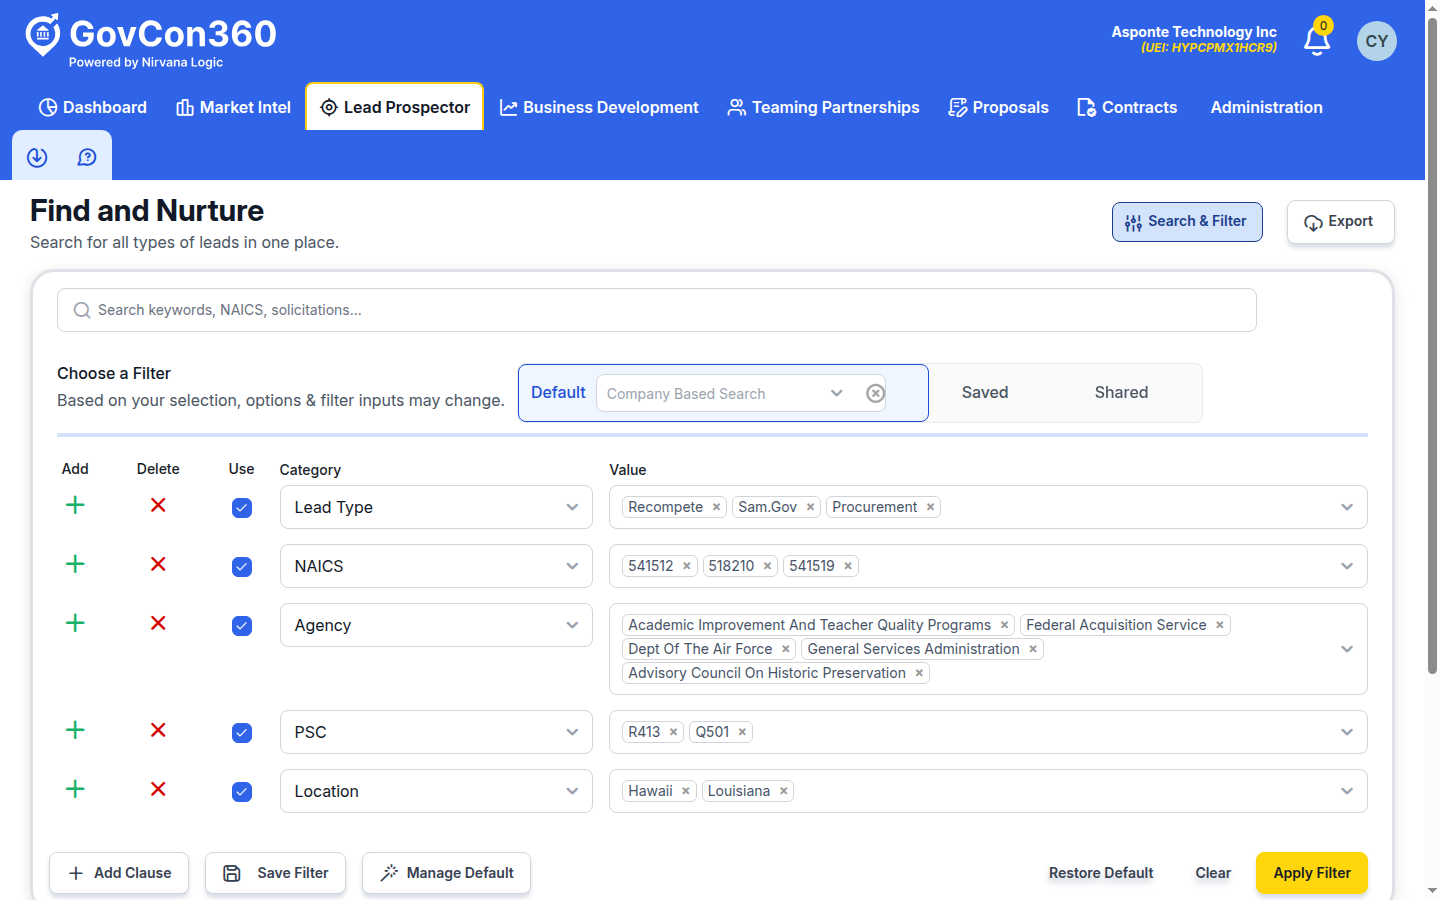 GovCon360
Powered by Nirvana Logic
Asponte Technology Inc
(UEI: HYPCPMX1HCR9)
0
CY
Dashboard
Market Intel
Lead Prospector
Business Development
Teaming Partnerships
Proposals
Contracts
Administration
Find and Nurture
Search for all types of leads in one place.
Search & Filter
Export
Search keywords, NAICS, solicitations...
Choose a Filter
Based on your selection, options & filter inputs may change.
Default
Company Based Search
Saved
Shared
Add
Delete
Use
Category
Value
Lead Type
Recompete × Sam.Gov × Procurement ×
NAICS
541512 × 518210 × 541519 ×
Agency
Academic Improvement And Teacher Quality Programs × Federal Acquisition Service ×
Dept Of The Air Force × General Services Administration ×
Advisory Council On Historic Preservation ×
PSC
R413 × Q501 ×
Location
Hawaii × Louisiana ×
Add Clause
Save Filter
Manage Default
Restore Default
Clear
Apply Filter